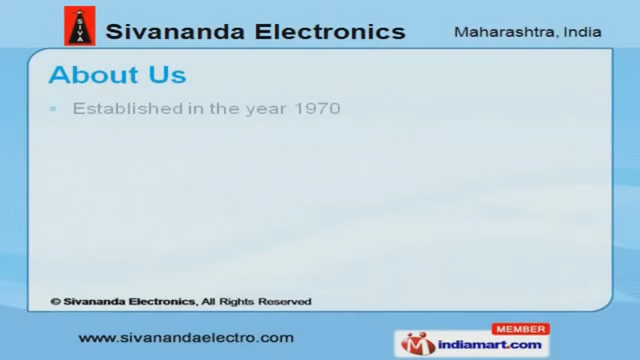 SIVA
Sivananda Electronics
Maharashtra, India
About Us
Established in the year 1970
© Sivananda Electronics, All Rights Reserved
www.sivanandaelectro.com
MEMBER
indiamart.com